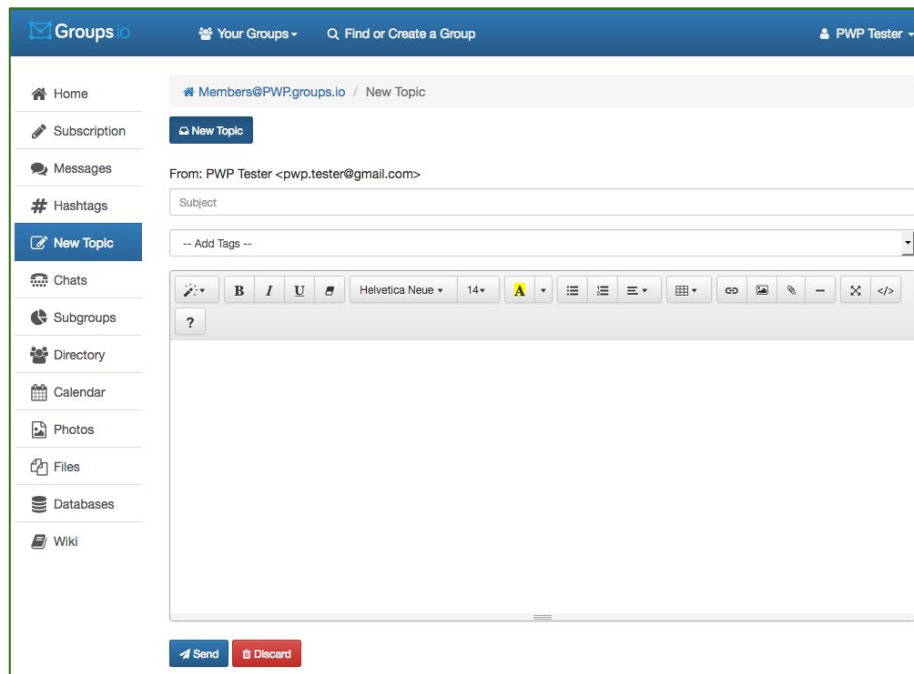 Groups.io Your Groups Find or Create a Group PWP Tester
Home
Subscription
Messages
Hashtags
New Topic
Chats
Subgroups
Directory
Calendar
Photos
Files
Databases
Wiki
Members@PWP.groups.io / New Topic
New Topic
From: PWP Tester <pwp.tester@gmail.com>
Subject
-- Add Tags --
B I U Helvetica Neue 14 A </>
?
Send Discard